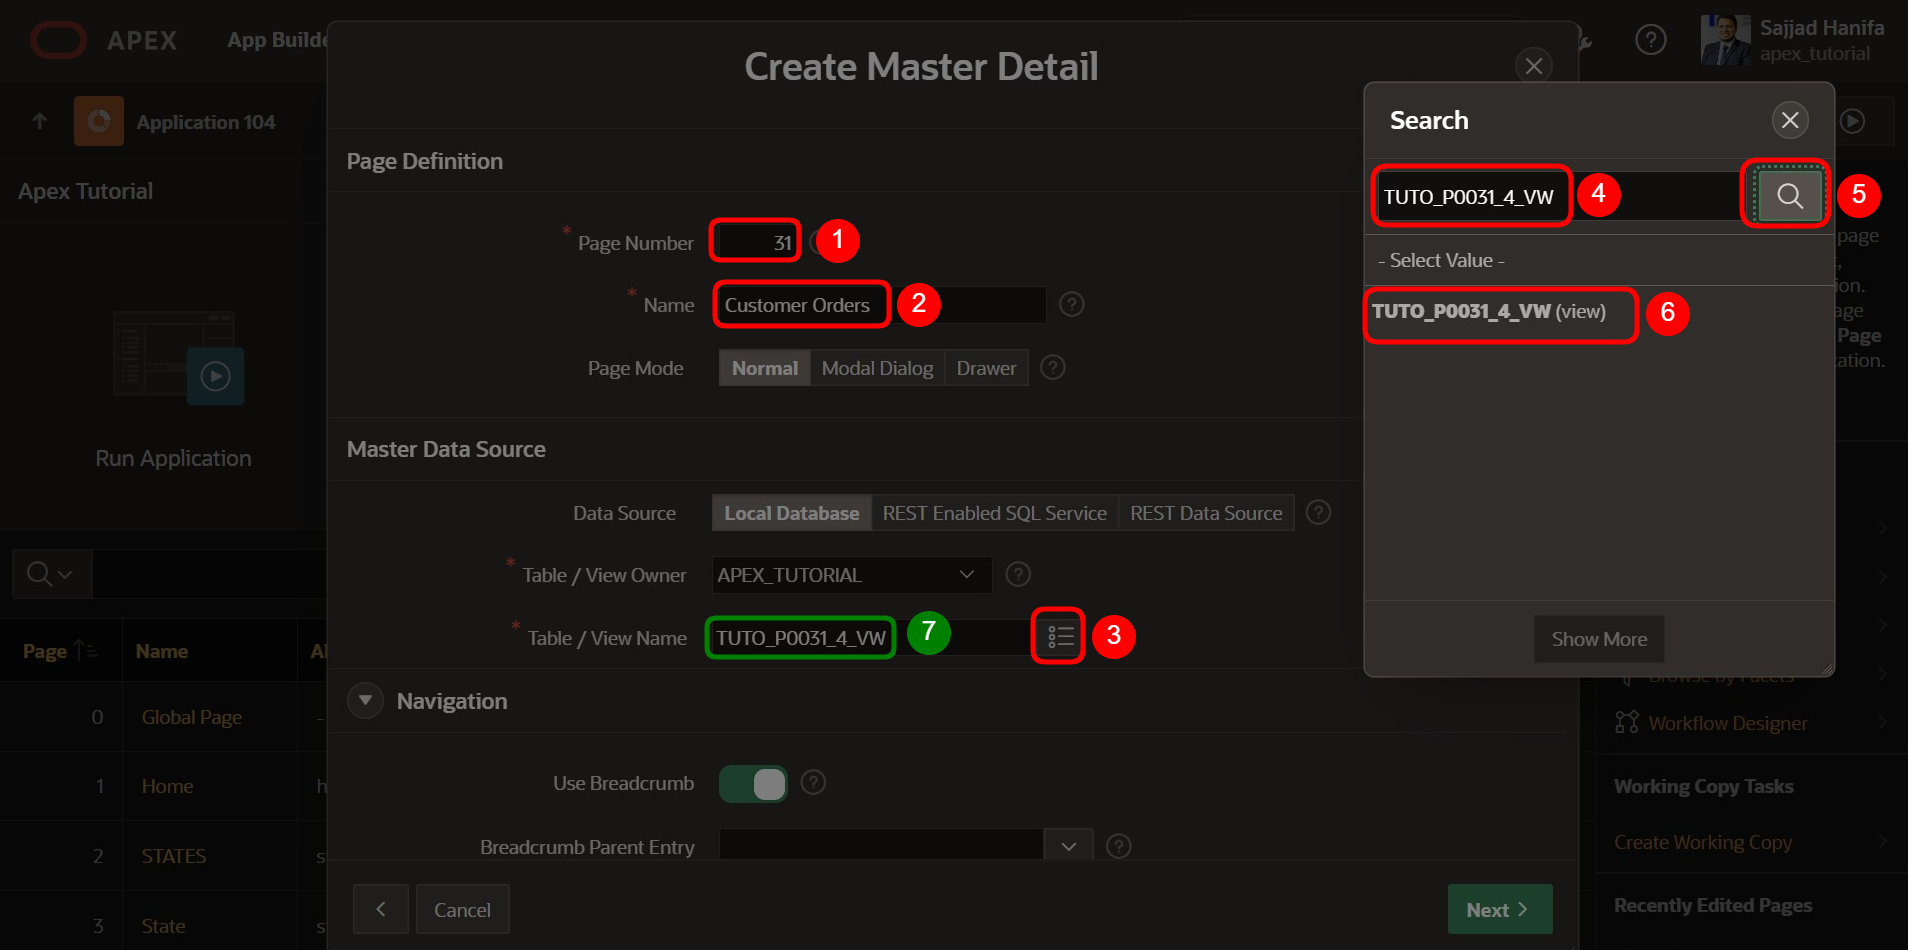 APEX
App Builde
Sajjad Hanifa
apex_tutorial
Application 104
Apex Tutorial
Run Application
Page
Name
Al
0
Global Page
-
1
Home
h
2
STATES
s
3
State
s
Create Master Detail
Page Definition
* Page Number
31
1
* Name
Customer Orders
2
Page Mode
Normal
Modal Dialog
Drawer
Master Data Source
Data Source
Local Database
REST Enabled SQL Service
REST Data Source
* Table / View Owner
APEX_TUTORIAL
* Table / View Name
TUTO_P0031_4_VW
7
3
Navigation
Use Breadcrumb
Breadcrumb Parent Entry
Cancel
Next
Search
TUTO_P0031_4_VW
4
5
- Select Value -
TUTO_P0031_4_VW (view)
6
Show More
page
ion.
age
Page
ation.
Browse by Facets
Workflow Designer
Working Copy Tasks
Create Working Copy
Recently Edited Pages